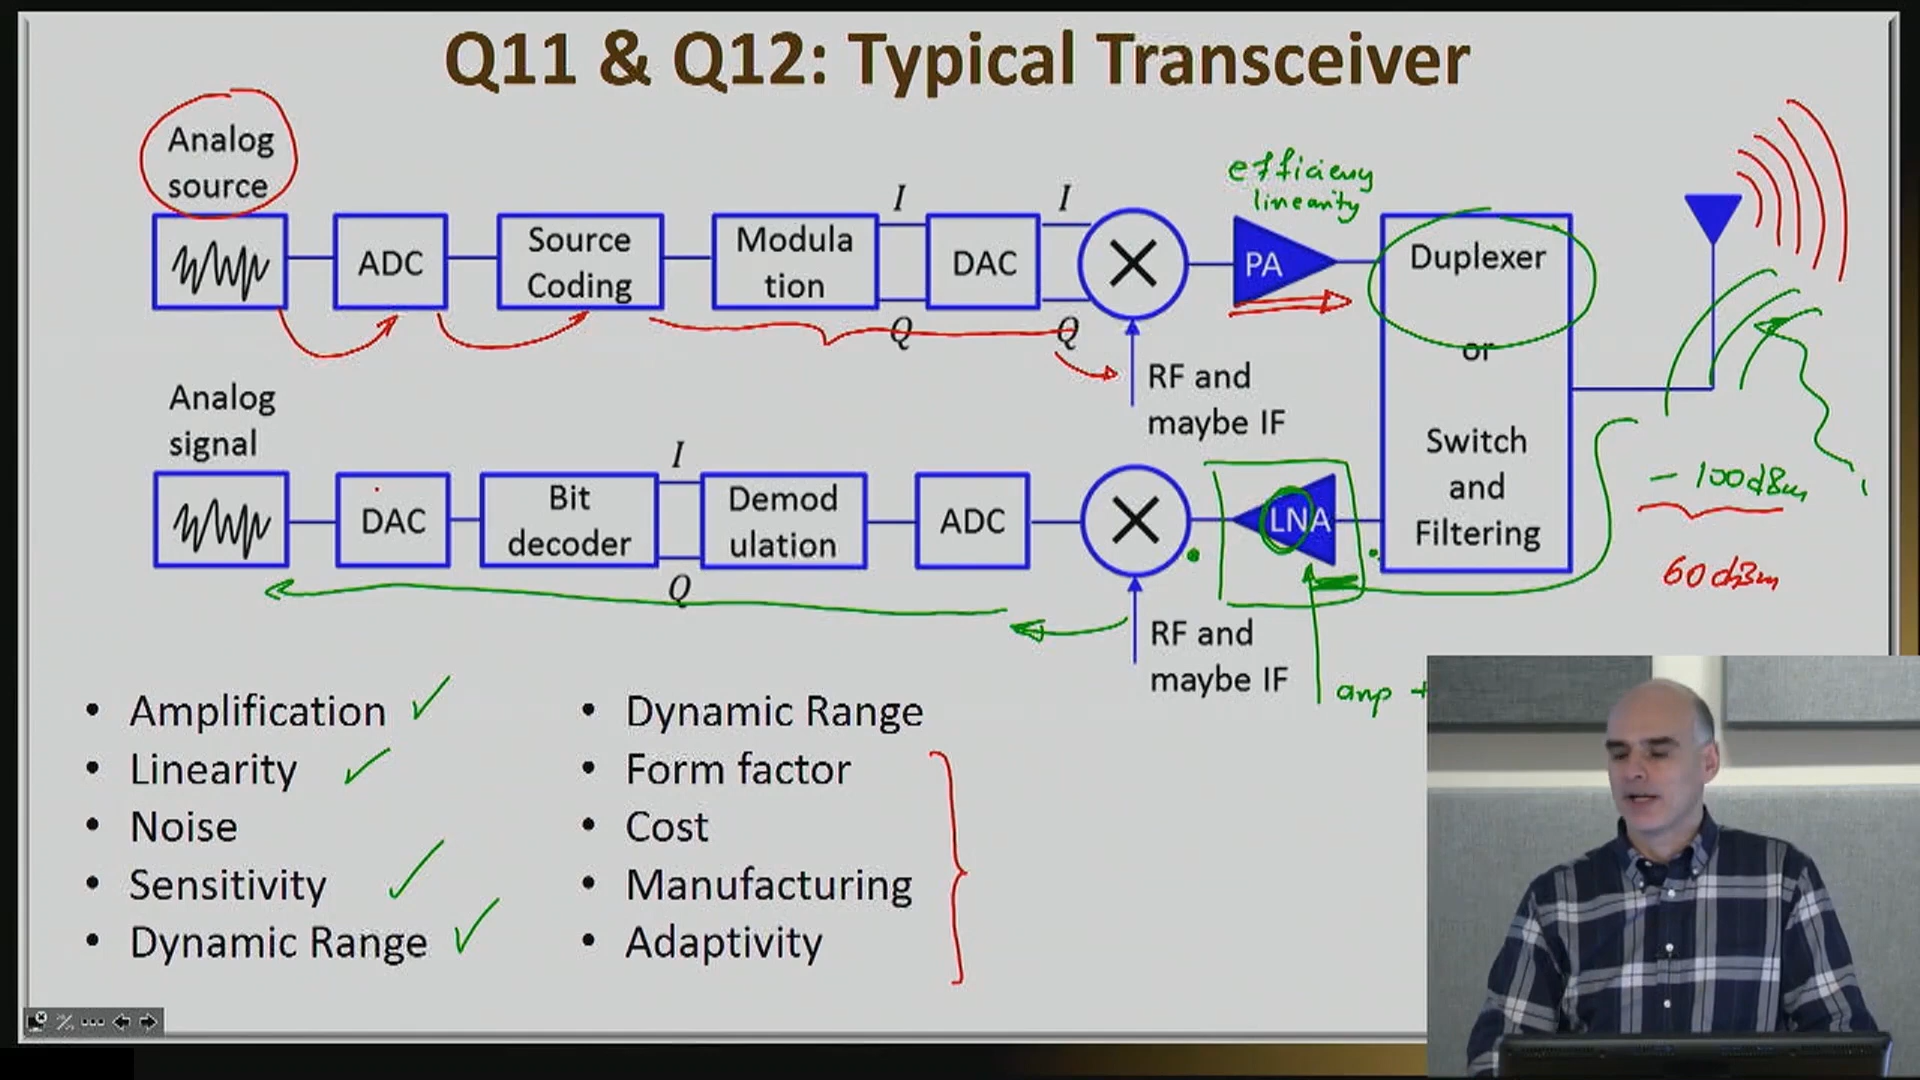 Q11 & Q12: Typical Transceiver
Analog
source
ADC
Source
Coding
Modula
tion
I
Q
DAC
I
Q
RF and
maybe IF
efficiency
linearity
PA
Duplexer
or
Switch
and
Filtering
Analog
signal
DAC
Bit
decoder
I
Q
Demod
ulation
ADC
RF and
maybe IF
LNA
- 100dBm
60dBm
amp +
• Amplification
• Linearity
• Noise
• Sensitivity
• Dynamic Range
• Dynamic Range
• Form factor
• Cost
• Manufacturing
• Adaptivity